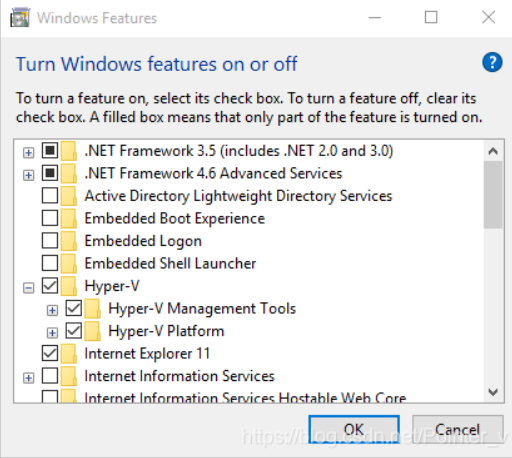 Windows Features
Turn Windows features on or off
To turn a feature on, select its check box. To turn a feature off, clear its
check box. A filled box means that only part of the feature is turned on.
.NET Framework 3.5 (includes .NET 2.0 and 3.0)
.NET Framework 4.6 Advanced Services
Active Directory Lightweight Directory Services
Embedded Boot Experience
Embedded Logon
Embedded Shell Launcher
Hyper-V
Hyper-V Management Tools
Hyper-V Platform
Internet Explorer 11
Internet Information Services
Internet Information Services Hostable Web Core
OK
Cancel
https://blog.csdn.net/Pointer_v